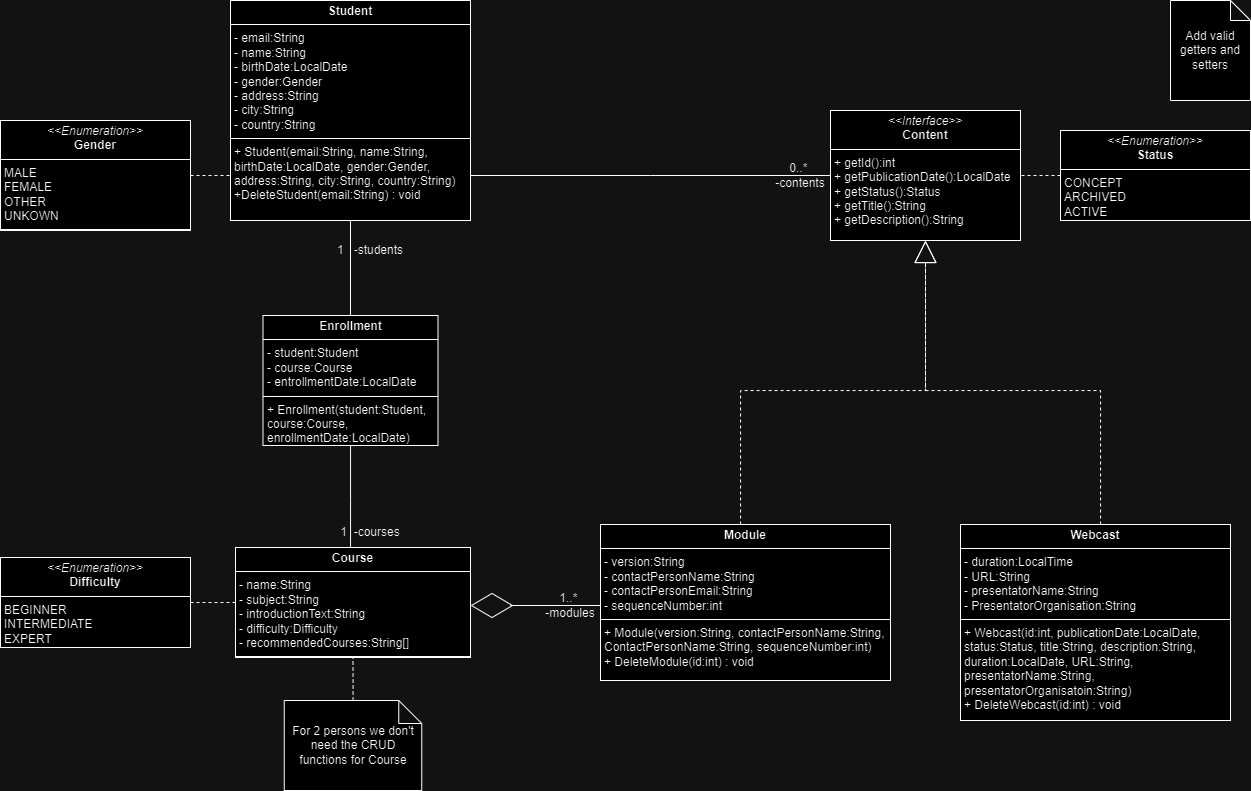 Student
- email:String
- name:String
- birthDate:LocalDate
- gender:Gender
- address:String
- city:String
- country:String
+ Student(email:String, name:String,
birthDate:LocalDate, gender:Gender,
address:String, city:String, country:String)
+DeleteStudent(email:String) : void
Add valid
getters and
setters
<<Enumeration>>
Gender
MALE
FEMALE
OTHER
UNKOWN
<<Interface>>
Content
+ getId():int
+ getPublicationDate():LocalDate
+ getStatus():Status
+ getTitle():String
+ getDescription():String
<<Enumeration>>
Status
CONCEPT
ARCHIVED
ACTIVE
0..*
-contents
1
-students
Enrollment
- student:Student
- course:Course
- entrollmentDate:LocalDate
+ Enrollment(student:Student,
course:Course,
enrollmentDate:LocalDate)
1
-courses
<<Enumeration>>
Difficulty
BEGINNER
INTERMEDIATE
EXPERT
Course
- name:String
- subject:String
- introductionText:String
- difficulty:Difficulty
- recommendedCourses:String[]
1..*
-modules
Module
- version:String
- contactPersonName:String
- contactPersonEmail:String
- sequenceNumber:int
+ Module(version:String, contactPersonName:String,
ContactPersonName:String, sequenceNumber:int)
+ DeleteModule(id:int) : void
Webcast
- duration:LocalTime
- URL:String
- presentatorName:String
- PresentatorOrganisation:String
+ Webcast(id:int, publicationDate:LocalDate,
status:Status, title:String, description:String,
duration:LocalDate, URL:String,
presentatorName:String,
presentatorOrganisatoin:String)
+ DeleteWebcast(id:int) : void
For 2 persons we don't
need the CRUD
functions for Course